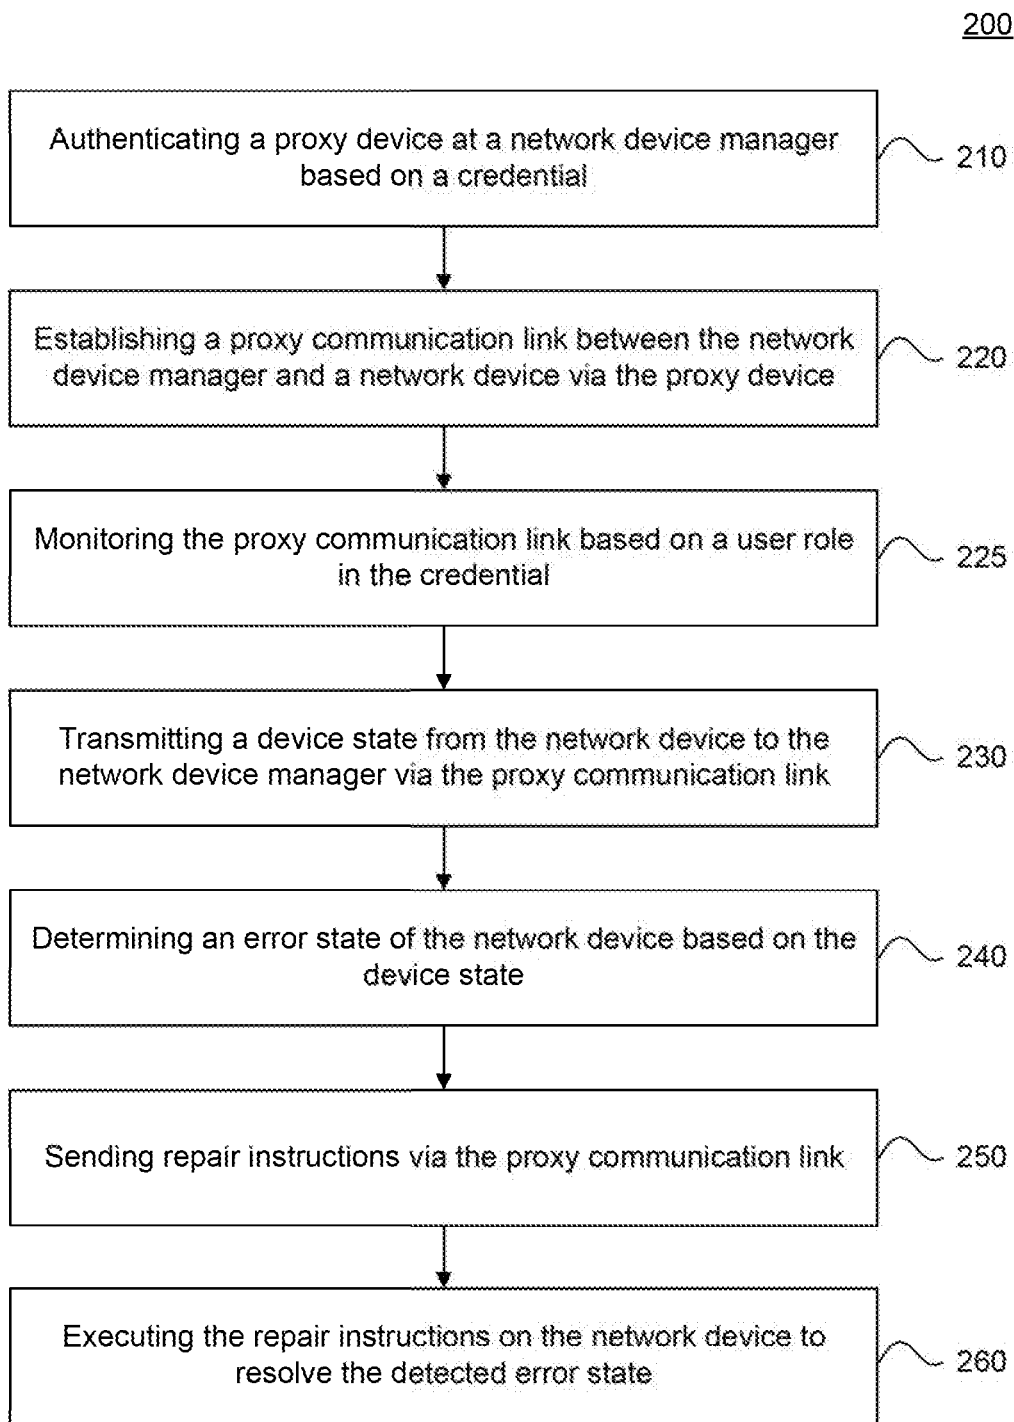 200
Authenticating a proxy device at a network device manager
based on a credential
210
Establishing a proxy communication link between the network
device manager and a network device via the proxy device
220
Monitoring the proxy communication link based on a user role
in the credential
225
Transmitting a device state from the network device to the
network device manager via the proxy communication link
230
Determining an error state of the network device based on the
device state
240
Sending repair instructions via the proxy communication link
250
Executing the repair instructions on the network device to
resolve the detected error state
260